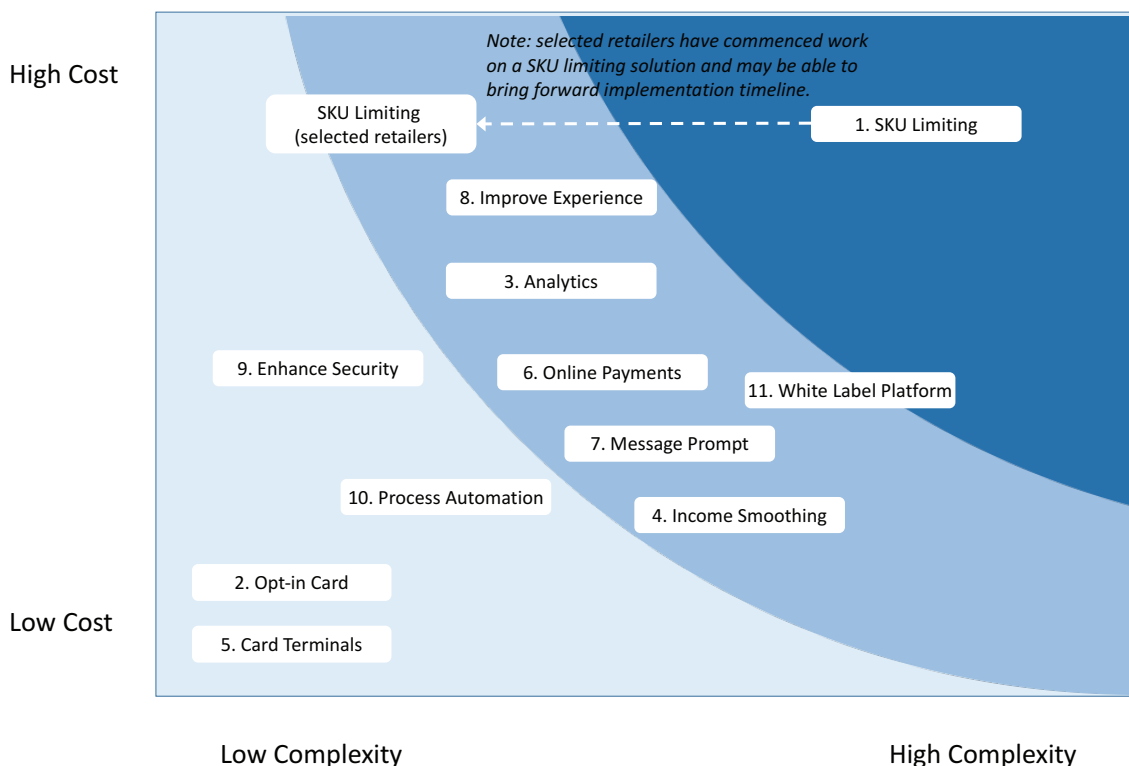 Note: selected retailers have commenced work
on a SKU limiting solution and may be able to
bring forward implementation timeline.
High Cost
SKU Limiting
(selected retailers)
1. SKU Limiting
8. Improve Experience
3. Analytics
9. Enhance Security
6. Online Payments
11. White Label Platform
7. Message Prompt
10. Process Automation
4. Income Smoothing
2. Opt-in Card
Low Cost
5. Card Terminals
Low Complexity
High Complexity